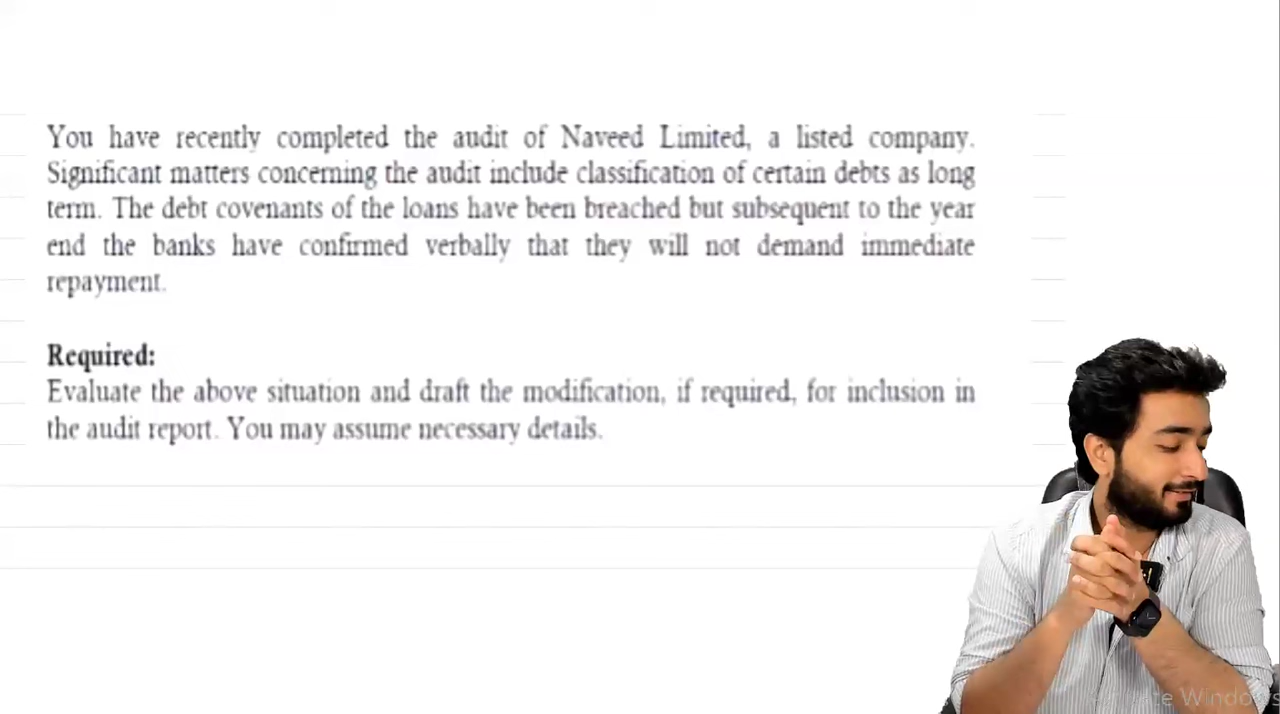 You have recently completed the audit of Naveed Limited, a listed company.
Significant matters concerning the audit include classification of certain debts as long
term. The debt covenants of the loans have been breached but subsequent to the year
end the banks have confirmed verbally that they will not demand immediate
repayment.
Required:
Evaluate the above situation and draft the modification, if required, for inclusion in
the audit report. You may assume necessary details.
Windows